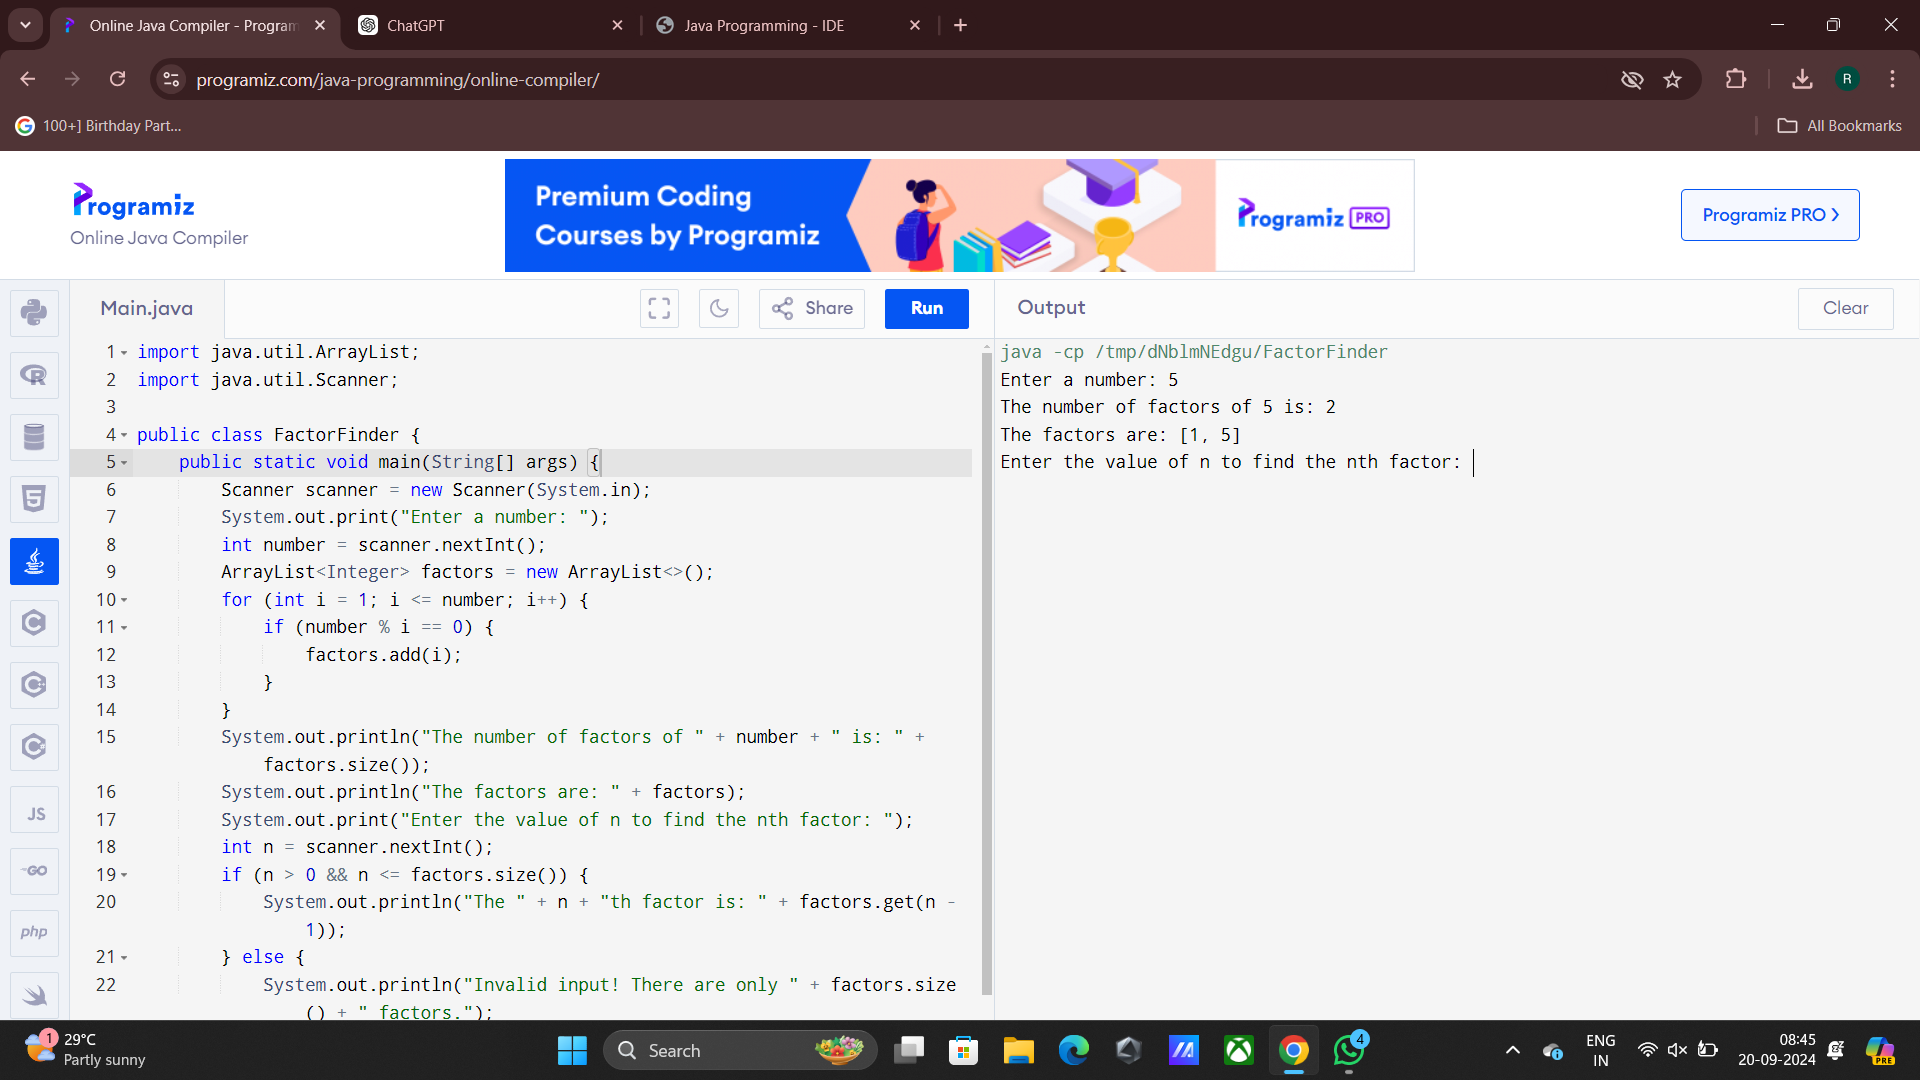 Online Java Compiler - Program
ChatGPT
Java Programming - IDE
programiz.com/java-programming/online-compiler/
R
100+] Birthday Part...
All Bookmarks
Programiz
Online Java Compiler
Premium Coding
Courses by Programiz
Programiz PRO
Programiz PRO
Main.java
Share
Run
Output
Clear
1 import java.util.ArrayList;
2 import java.util.Scanner;
3
4 public class FactorFinder {
5 public static void main(String[] args) {
6 Scanner scanner = new Scanner(System.in);
7 System.out.print("Enter a number: ");
8 int number = scanner.nextInt();
9 ArrayList<Integer> factors = new ArrayList<>();
10 for (int i = 1; i <= number; i++) {
11 if (number % i == 0) {
12 factors.add(i);
13 }
14 }
15 System.out.println("The number of factors of " + number + " is: " +
factors.size());
16 System.out.println("The factors are: " + factors);
17 System.out.print("Enter the value of n to find the nth factor: ");
18 int n = scanner.nextInt();
19 if (n > 0 && n <= factors.size()) {
20 System.out.println("The " + n + "th factor is: " + factors.get(n -
1));
21 } else {
22 System.out.println("Invalid input! There are only " + factors.size
() + " factors.");
java -cp /tmp/dNblmNEdgu/FactorFinder
Enter a number: 5
The number of factors of 5 is: 2
The factors are: [1, 5]
Enter the value of n to find the nth factor:
R
5
C
C
C
JS
GO
php
1
29°C
Partly sunny
Search
4
ENG
IN
08:45
20-09-2024
PRE